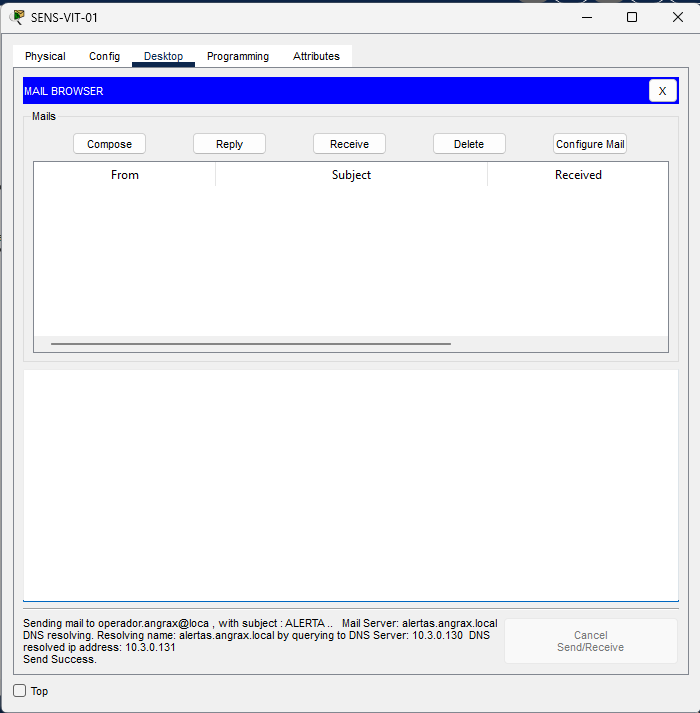 SENS-VIT-01
Physical Config Desktop Programming Attributes
MAIL BROWSER X
Mails
Compose Reply Receive Delete Configure Mail
From Subject Received
Sending mail to operador.angrax@loca , with subject : ALERTA .. Mail Server: alertas.angrax.local
DNS resolving. Resolving name: alertas.angrax.local by querying to DNS Server: 10.3.0.130 DNS
resolved ip address: 10.3.0.131
Send Success.
Cancel
Send/Receive
Top